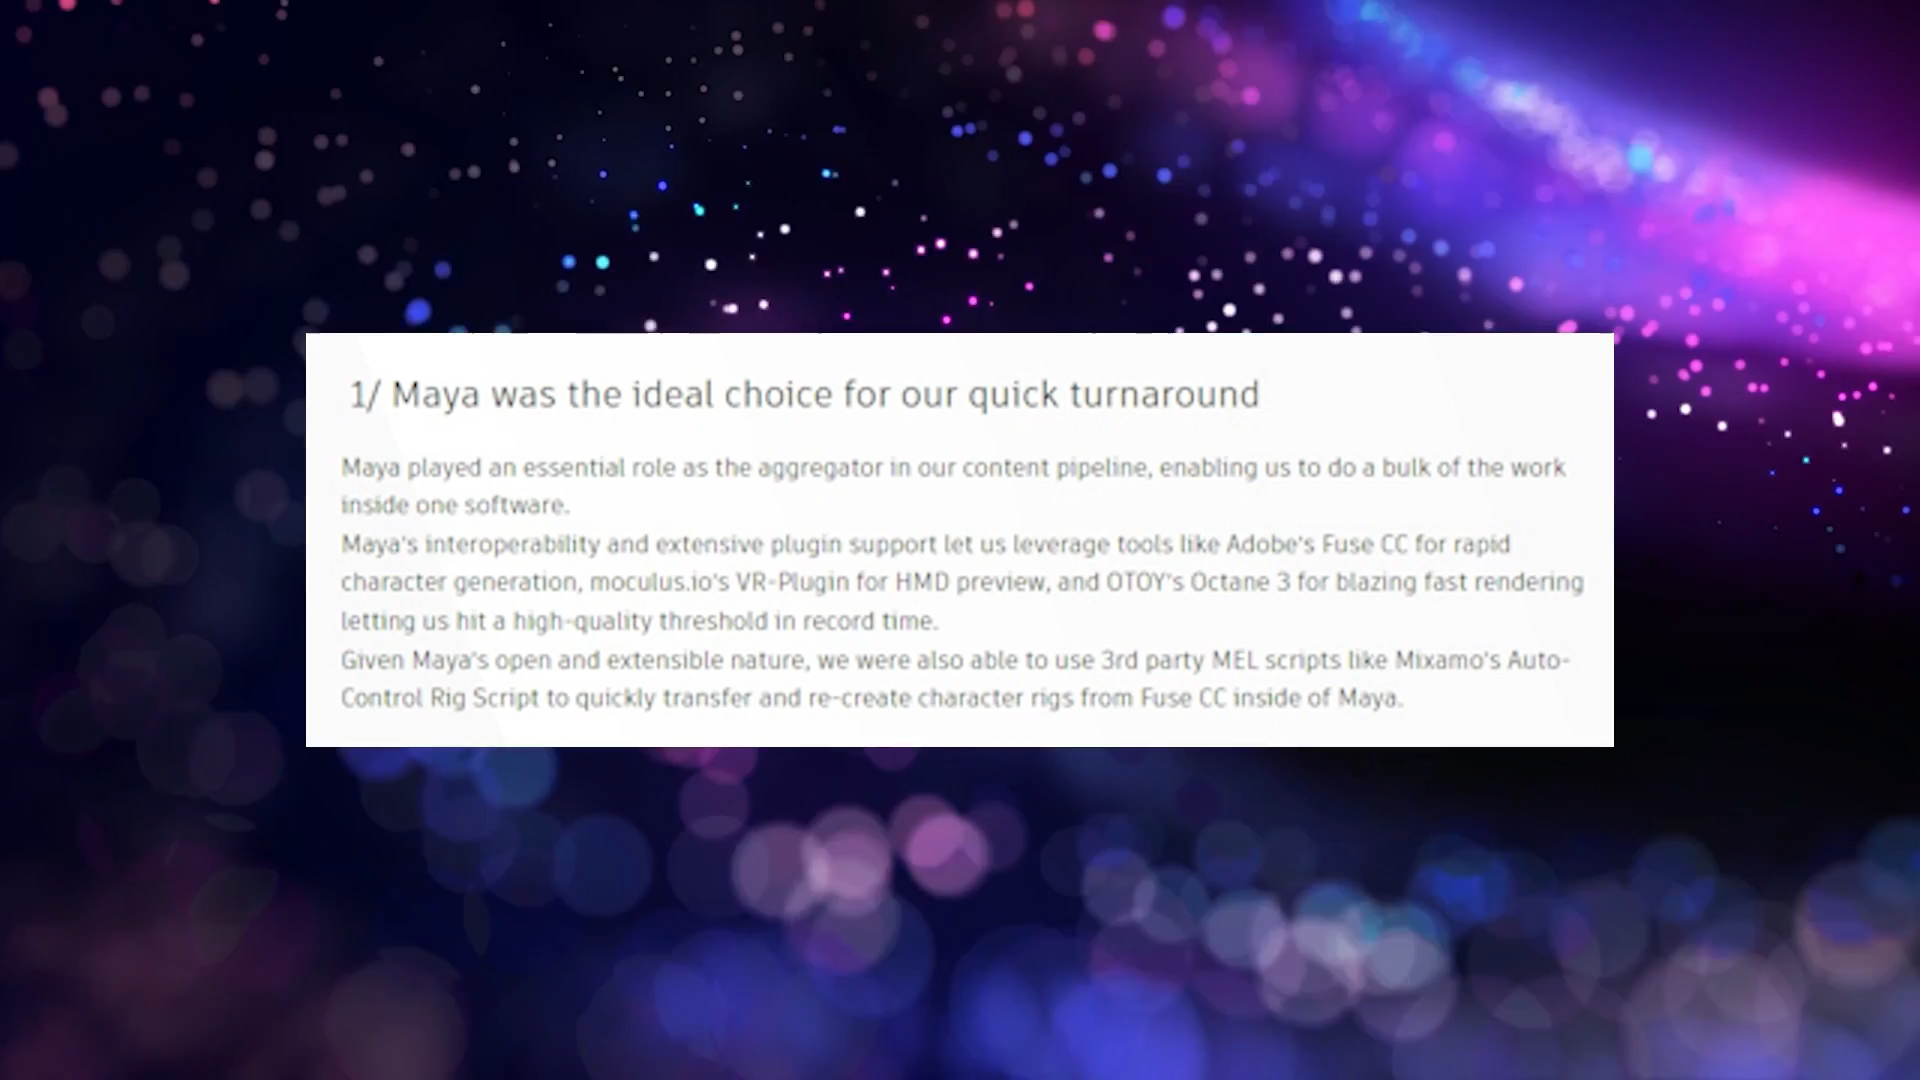 1/ Maya was the ideal choice for our quick turnaround
Maya played an essential role as the aggregator in our content pipeline, enabling us to do a bulk of the work
inside one software.
Maya's interoperability and extensive plugin support let us leverage tools like Adobe's Fuse CC for rapid
character generation, moculus.io's VR-Plugin for HMD preview, and OTOY's Octane 3 for blazing fast rendering
letting us hit a high-quality threshold in record time.
Given Maya's open and extensible nature, we were also able to use 3rd party MEL scripts like Mixamo's Auto-
Control Rig Script to quickly transfer and re-create character rigs from Fuse CC inside of Maya.